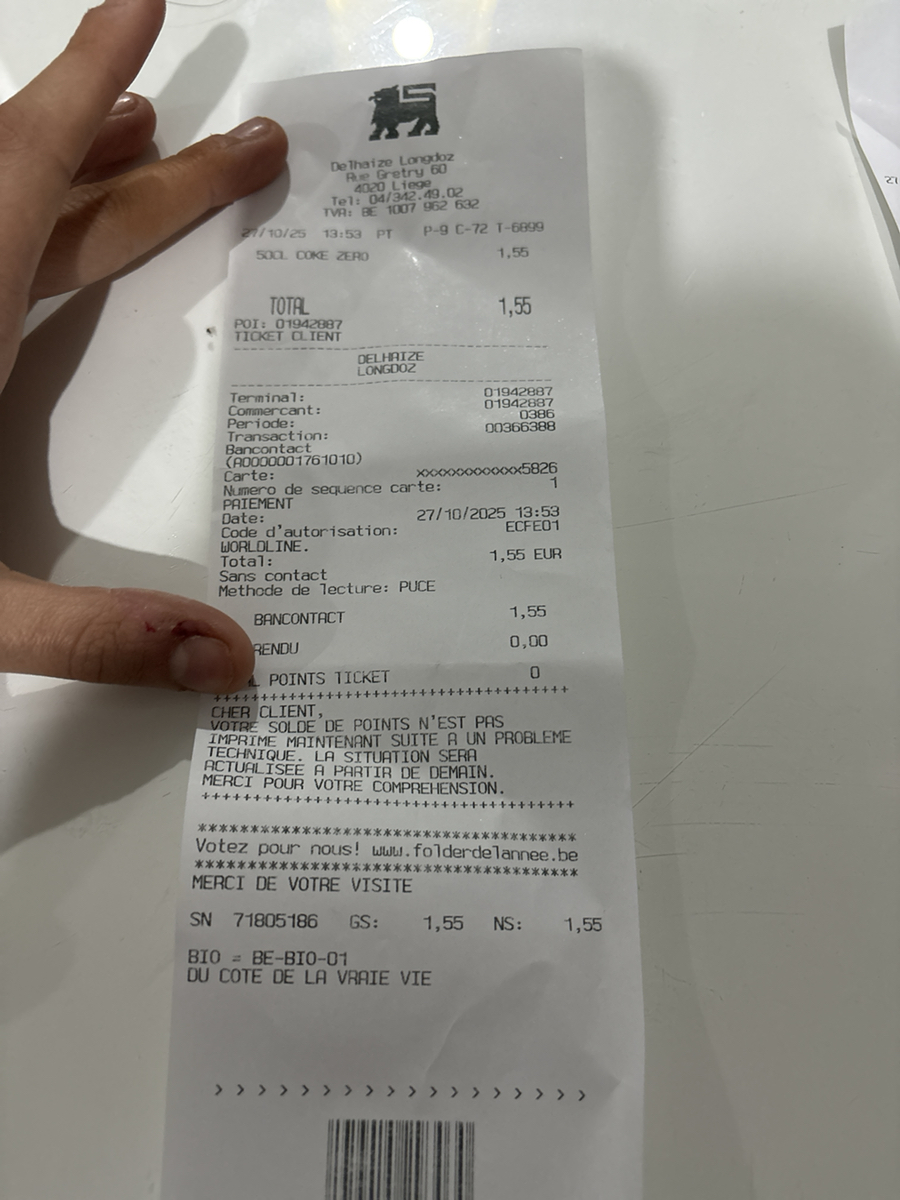 Delhaize Longdoz
Rue Gretry 60
4020 Liege
Tel: 04/342.49.02
TVA: BE 1007 962 632
27/10/25 13:53 PT P-9 C-72 T-6899
50CL COKE ZERO 1,55
TOTAL 1,55
POI: 01942887
TICKET CLIENT
DELHAIZE
LONGDOZ
Terminal: 01942887
Commercant: 01942887
Periode: 0386
Transaction: 00366388
Bancontact
(A0000001761010)
Carte: xxxxxxxxxxxxx5826
Numero de sequence carte: 1
PAIEMENT
Date: 27/10/2025 13:53
Code d'autorisation: ECFE01
WORLDLINE.
Total: 1,55 EUR
Sans contact
Methode de lecture: PUCE
BANCONTACT 1,55
RENDU 0,00
POINTS TICKET 0
+++++++++++++++++++++++++++++++++++++++
CHER CLIENT,
VOTRE SOLDE DE POINTS N'EST PAS
IMPRIME MAINTENANT SUITE A UN PROBLEME
TECHNIQUE. LA SITUATION SERA
ACTUALISEE A PARTIR DE DEMAIN.
MERCI POUR VOTRE COMPREHENSION.
+++++++++++++++++++++++++++++++++++++++
***************************************
Votez pour nous! www.folderdelannee.be
***************************************
MERCI DE VOTRE VISITE
SN 71805186 GS: 1,55 NS: 1,55
BIO = BE-BIO-01
DU COTE DE LA VRAIE VIE
› › › › › › › › › › › › › › › › › ›
27